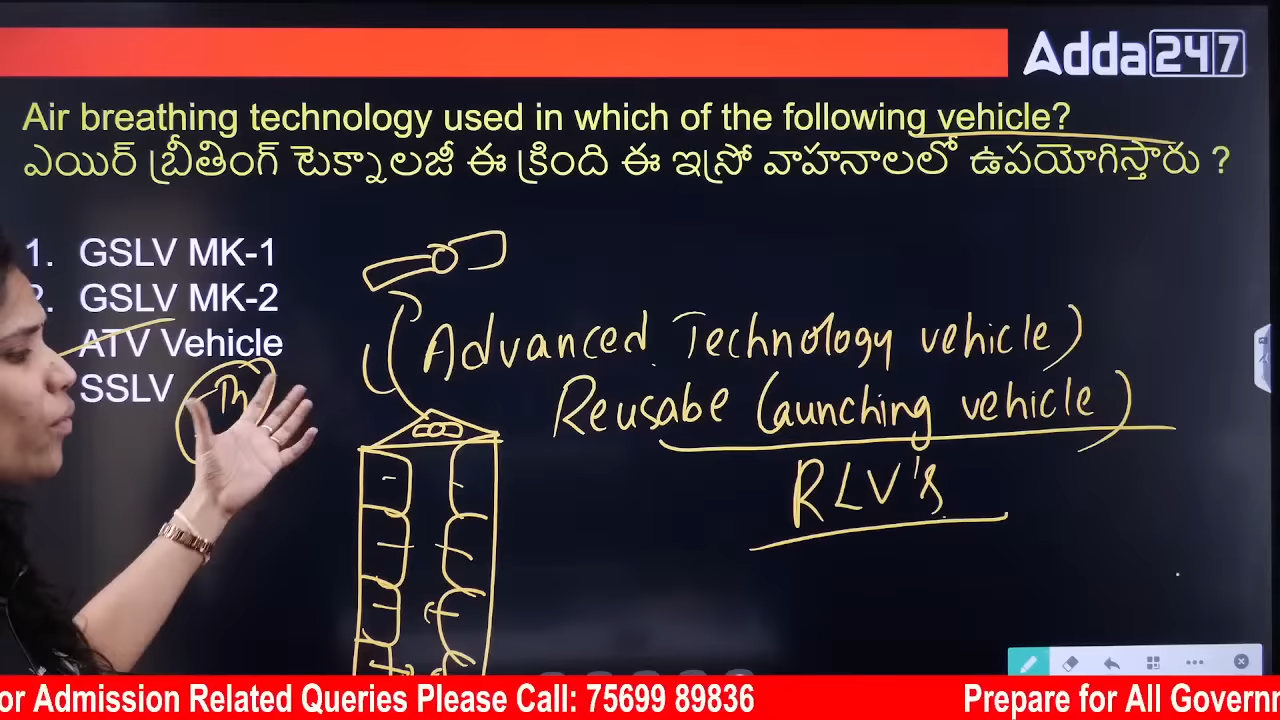 Adda247
Air breathing technology used in which of the following vehicle?
ఎయిర్ బ్రీతింగ్ టెక్నాలజీ ఈ క్రింది ఈ ఇస్రో వాహనాలలో ఉపయోగిస్తారు ?
1. GSLV MK-1
2. GSLV MK-2
ATV Vehicle
SSLV
(Advanced Technology vehicle)
Reusabe Launching vehicle)
RLV's
or Admission Related Queries Please Call: 75699 89836
Prepare for All Governm